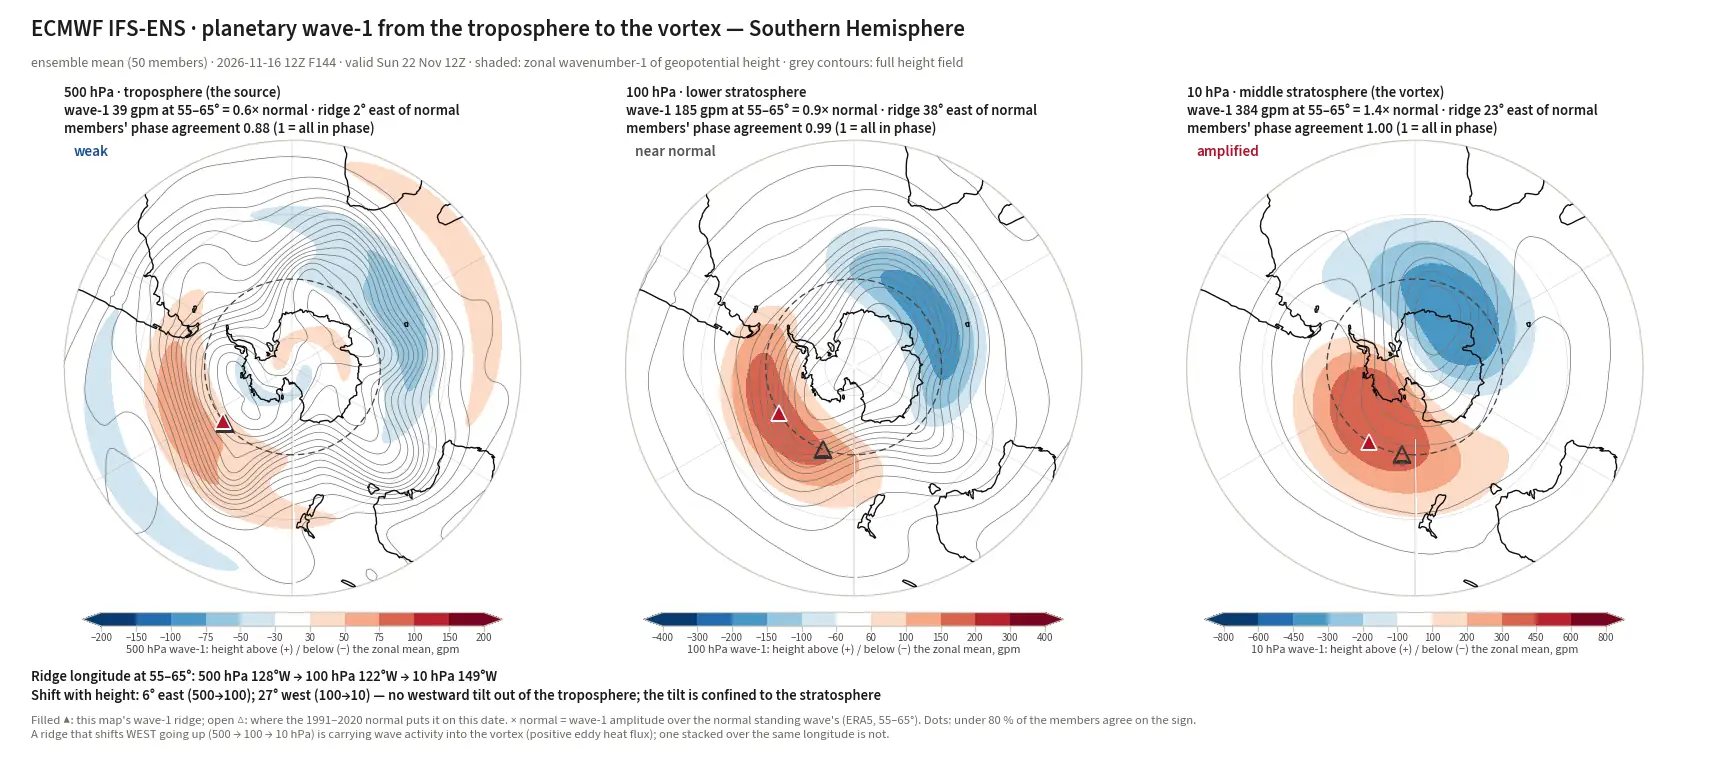 ECMWF IFS-ENS · planetary wave-1 from the troposphere to the vortex — Southern Hemisphere
ensemble mean (50 members) · 2026-11-16 12Z F144 · valid Sun 22 Nov 12Z · shaded: zonal wavenumber-1 of geopotential height · grey contours: full height field
500 hPa · troposphere (the source)
wave-1 39 gpm at 55–65° = 0.6× normal · ridge 2° east of normal
members' phase agreement 0.88 (1 = all in phase)
weak
100 hPa · lower stratosphere
wave-1 185 gpm at 55–65° = 0.9× normal · ridge 38° east of normal
members' phase agreement 0.99 (1 = all in phase)
near normal
10 hPa · middle stratosphere (the vortex)
wave-1 384 gpm at 55–65° = 1.4× normal · ridge 23° east of normal
members' phase agreement 1.00 (1 = all in phase)
amplified
−200 −150 −100 −75 −50 −30 30 50 75 100 150 200
500 hPa wave-1: height above (+) / below (−) the zonal mean, gpm
−400 −300 −200 −150 −100 −60 60 100 150 200 300 400
100 hPa wave-1: height above (+) / below (−) the zonal mean, gpm
−800 −600 −450 −300 −200 −100 100 200 300 450 600 800
10 hPa wave-1: height above (+) / below (−) the zonal mean, gpm
Ridge longitude at 55–65°: 500 hPa 128°W → 100 hPa 122°W → 10 hPa 149°W
Shift with height: 6° east (500→100); 27° west (100→10) — no westward tilt out of the troposphere; the tilt is confined to the stratosphere
Filled ▲: this map's wave-1 ridge; open △: where the 1991–2020 normal puts it on this date. × normal = wave-1 amplitude over the normal standing wave's (ERA5, 55–65°). Dots: under 80 % of the members agree on the sign.
A ridge that shifts WEST going up (500 → 100 → 10 hPa) is carrying wave activity into the vortex (positive eddy heat flux); one stacked over the same longitude is not.